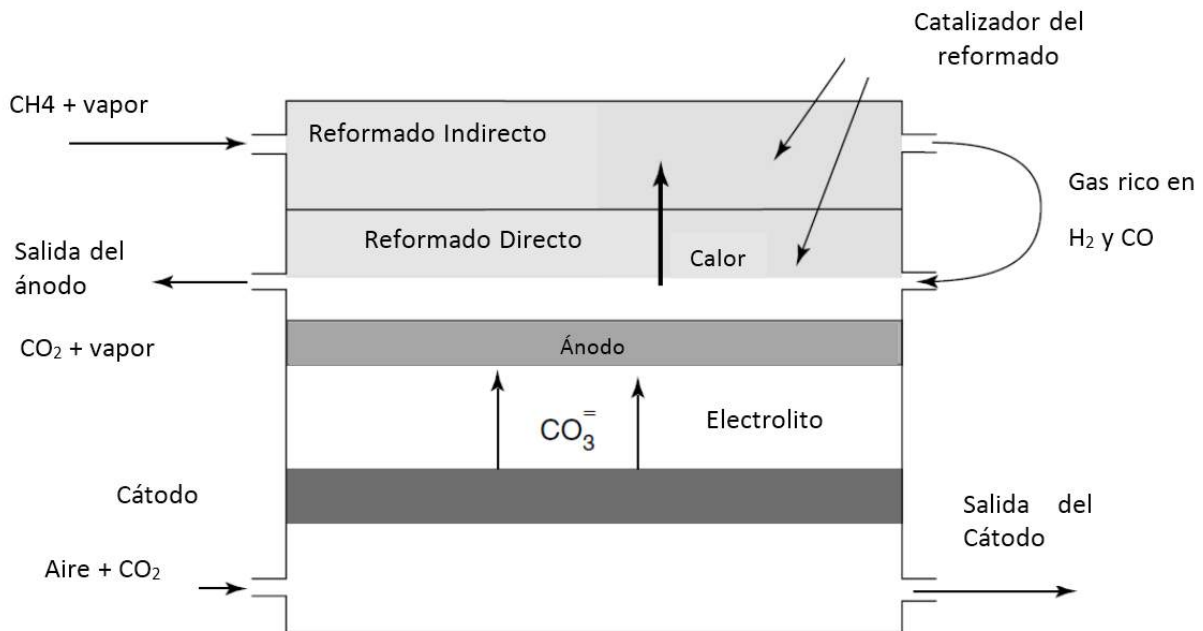 Catalizador del
reformado
CH4 + vapor
Reformado Indirecto
Gas rico en
H₂ y CO
Reformado Directo
Calor
Salida del
ánodo
CO₂ + vapor
Ánodo
CO₃⁼
Electrolito
Cátodo
Salida del
Cátodo
Aire + CO₂